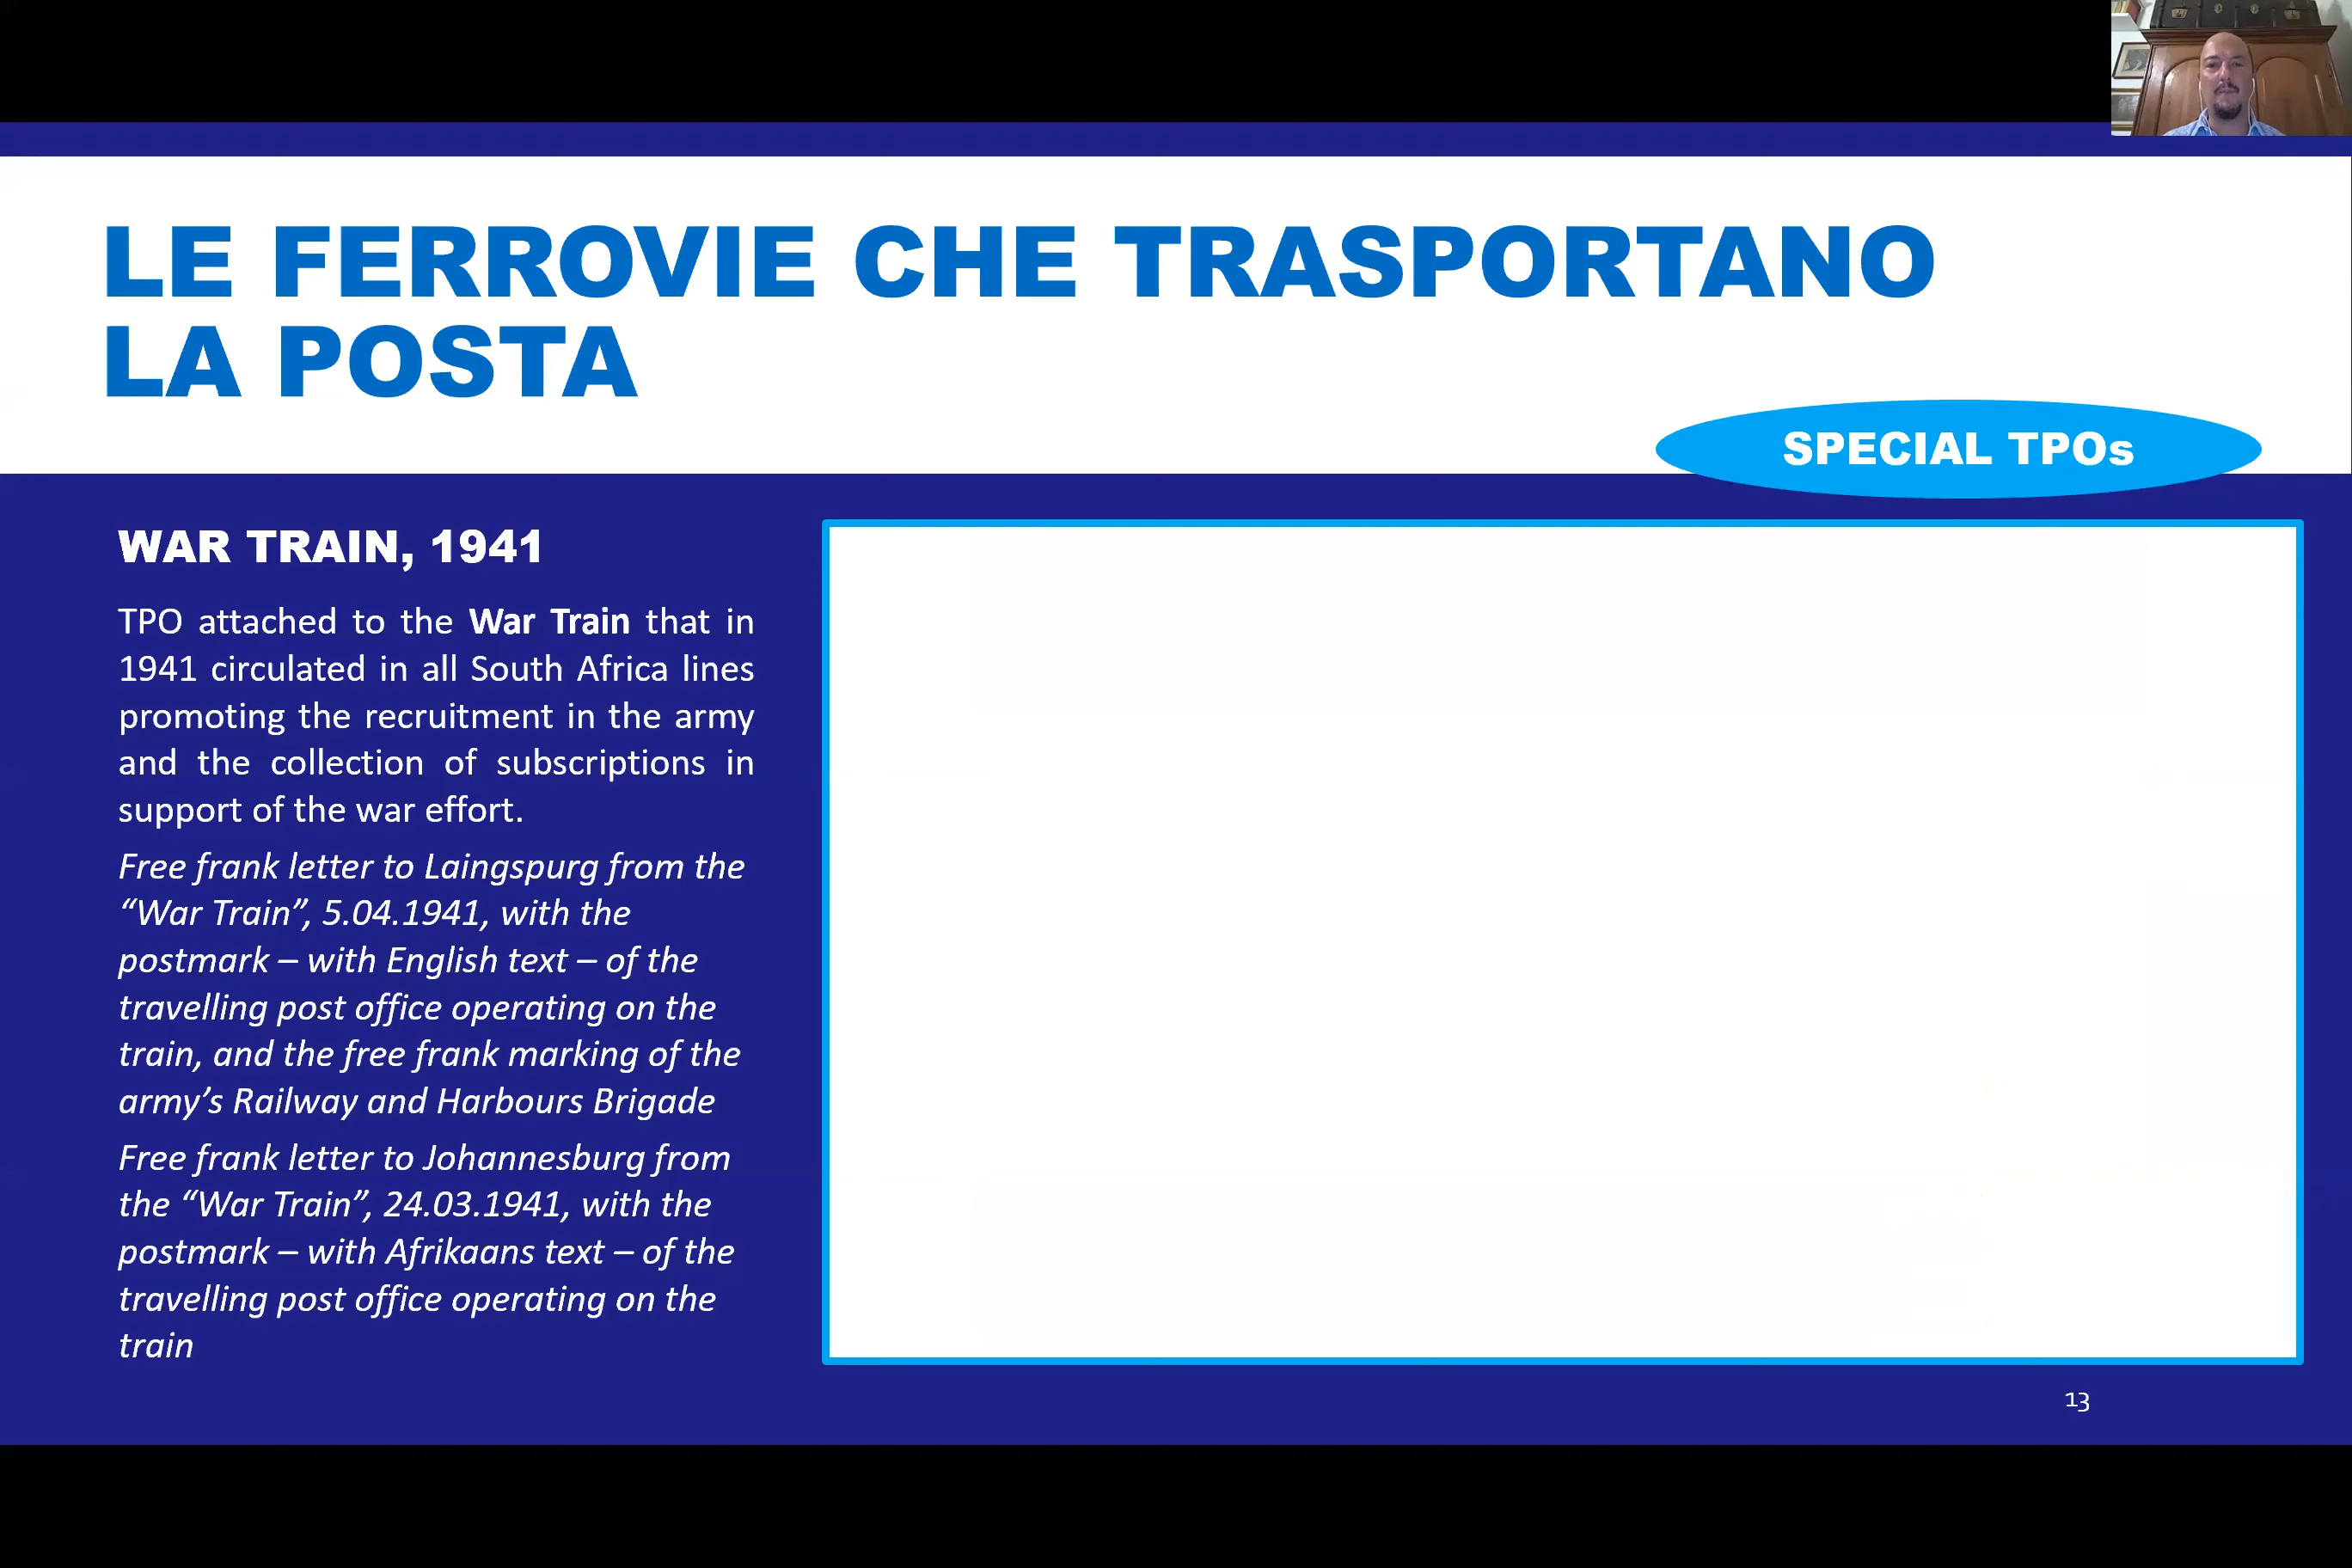 LE FERROVIE CHE TRASPORTANO
LA POSTA
SPECIAL TPOs
WAR TRAIN, 1941
TPO attached to the War Train that in
1941 circulated in all South Africa lines
promoting the recruitment in the army
and the collection of subscriptions in
support of the war effort.
Free frank letter to Laingspurg from the
“War Train”, 5.04.1941, with the
postmark – with English text – of the
travelling post office operating on the
train, and the free frank marking of the
army’s Railway and Harbours Brigade
Free frank letter to Johannesburg from
the “War Train”, 24.03.1941, with the
postmark – with Afrikaans text – of the
travelling post office operating on the
train
13